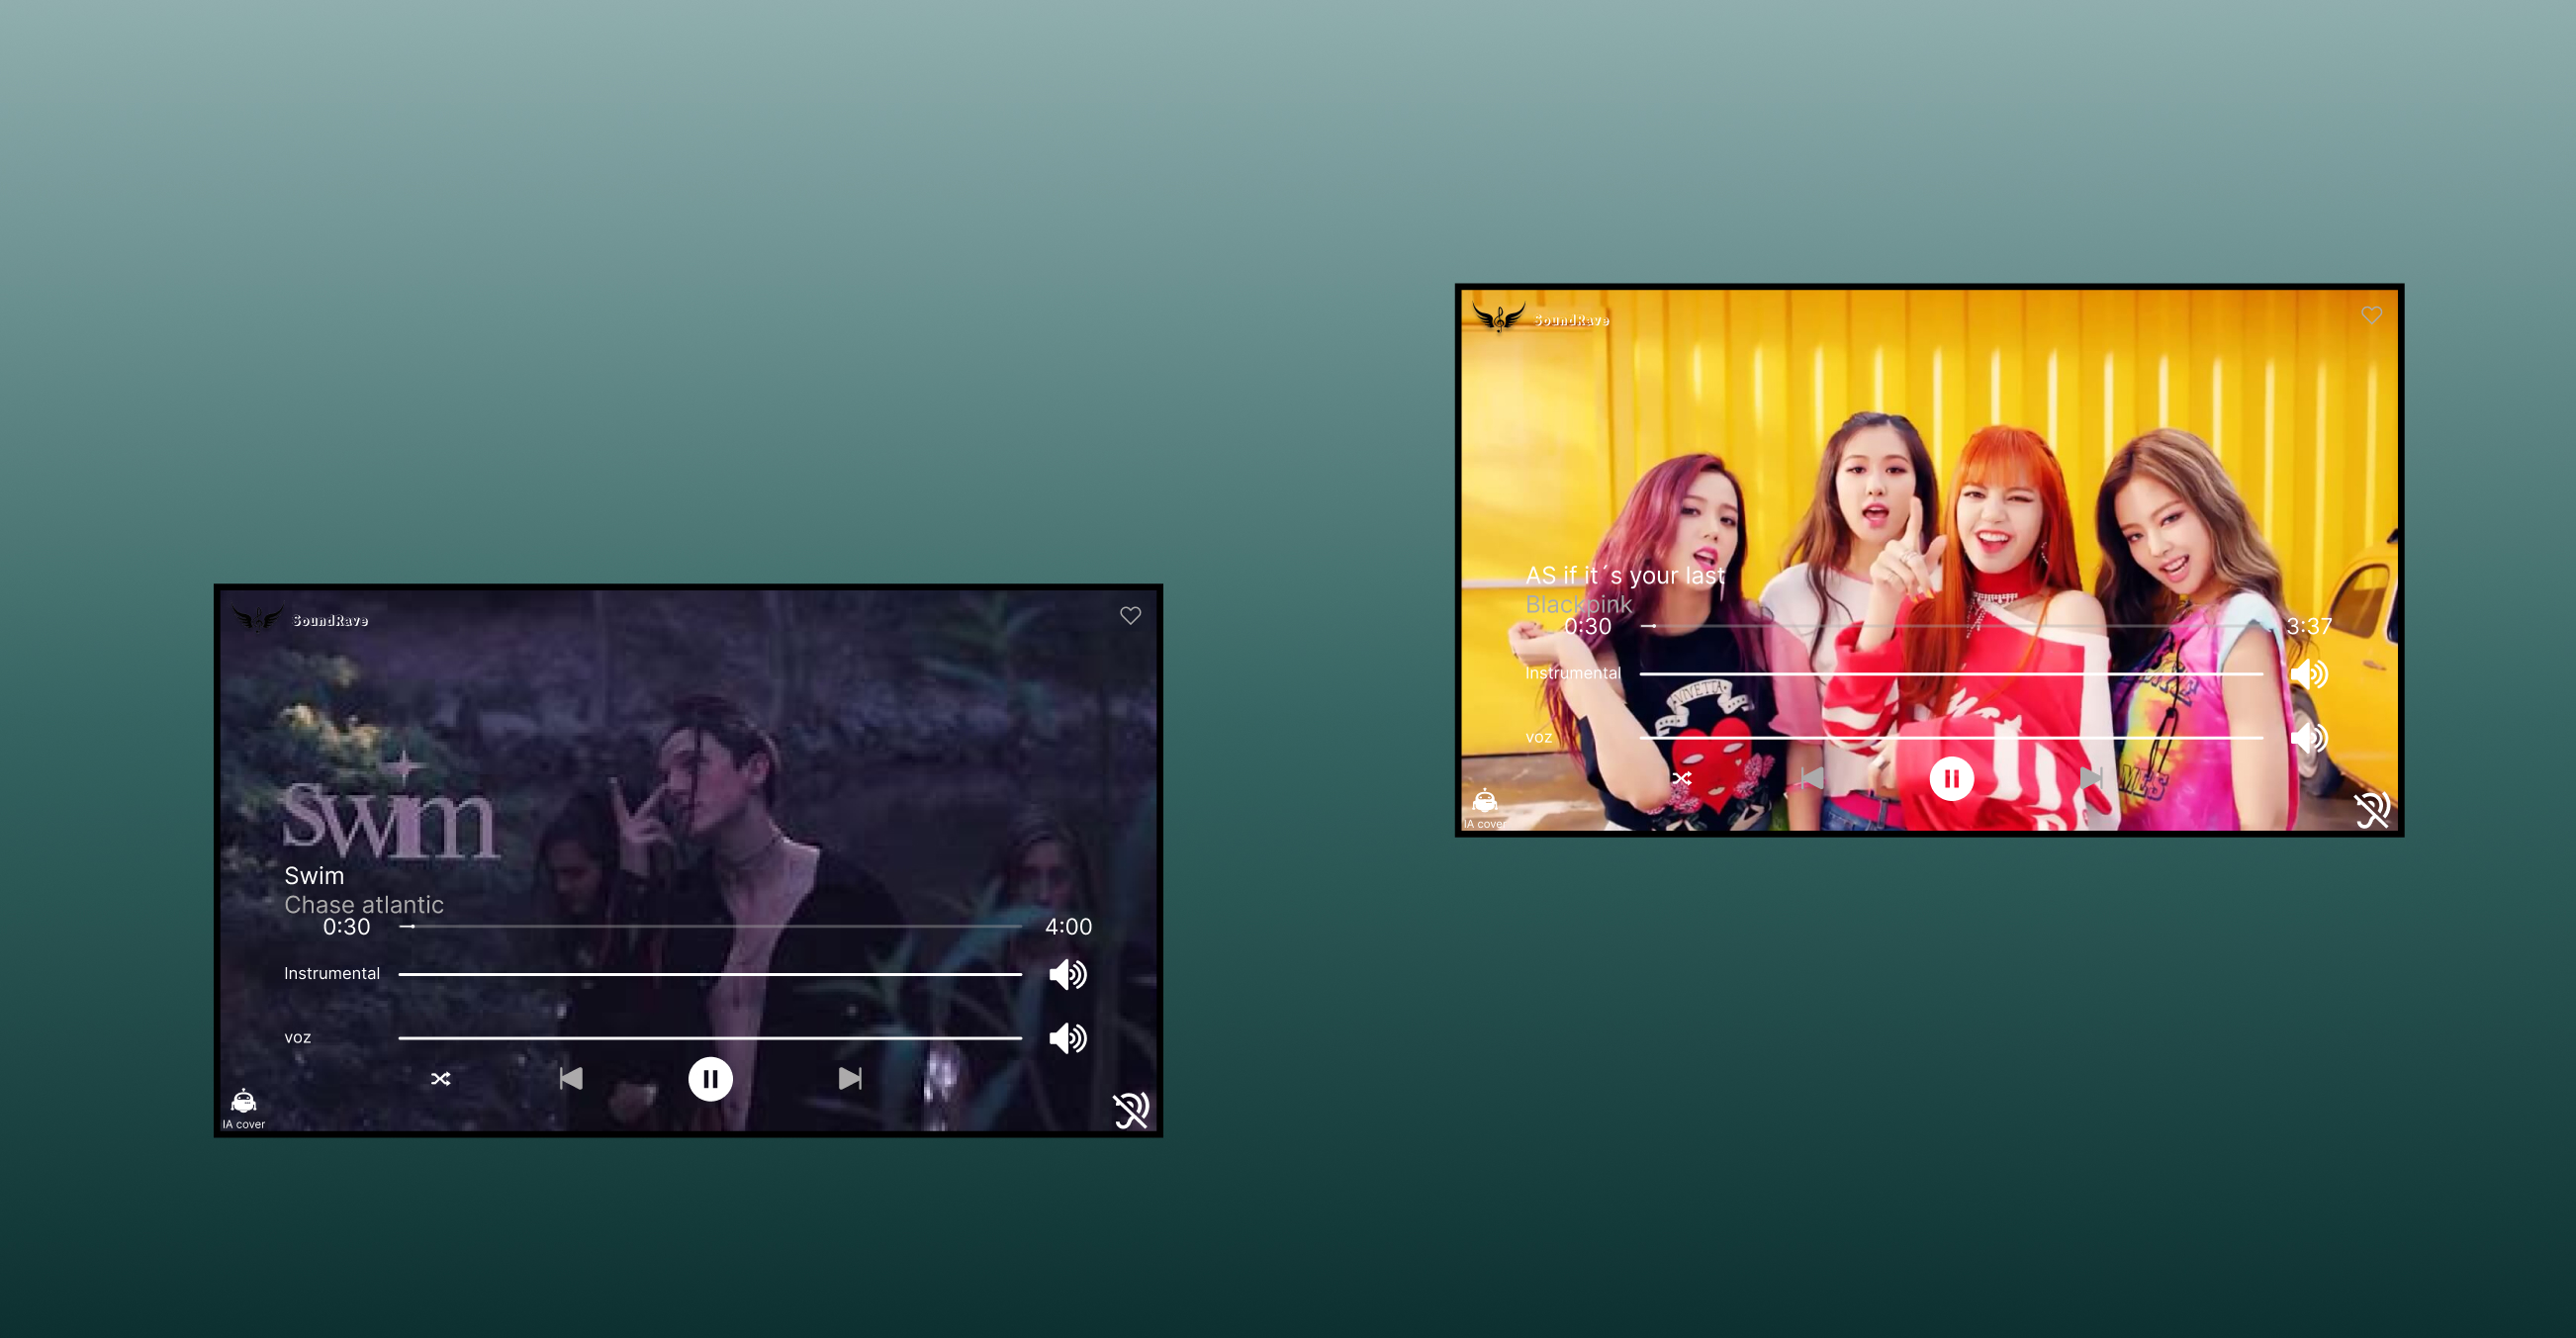 SoundRave
swim
Swim
Chase atlantic
0:30
4:00
Instrumental
voz
IA cover
SoundRave
AS if it´s your last
Blackpink
0:30
3:37
Instrumental
voz
IA cover
VIVETTA